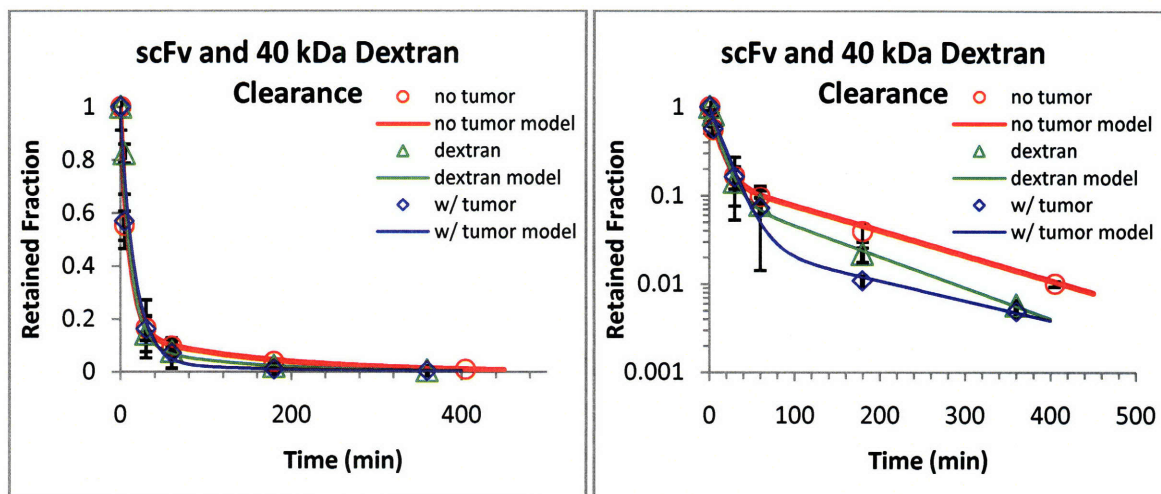 scFv and 40 kDa Dextran
Clearance
no tumor
no tumor model
dextran
dextran model
w/ tumor
w/ tumor model
1
0.8
0.6
0.4
0.2
0
Retained Fraction
0
200
400
Time (min)
scFv and 40 kDa Dextran
Clearance
no tumor
no tumor model
dextran
dextran model
w/ tumor
w/ tumor model
1
0.1
0.01
0.001
Retained Fraction
0
100
200
300
400
500
Time (min)